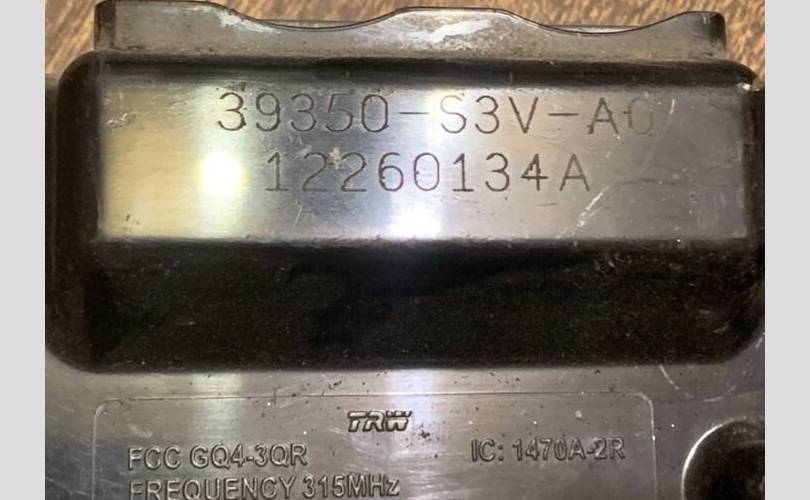 39350-S3V-A0
12260134A
TRW
FCC GQ4-3QR
IC: 1470A-2R
FREQUENCY 315MHz